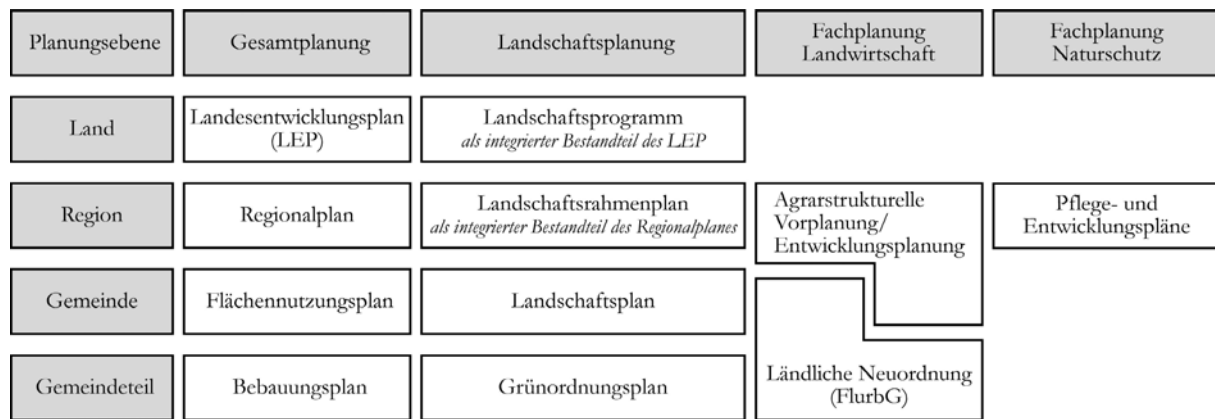 Planungsebene
Gesamtplanung
Landschaftsplanung
Fachplanung
Landwirtschaft
Fachplanung
Naturschutz
Land
Landesentwicklungsplan
(LEP)
Landschaftsprogramm
als integrierter Bestandteil des LEP
Region
Regionalplan
Landschaftsrahmenplan
als integrierter Bestandteil des Regionalplanes
Agrarstrukturelle
Vorplanung/
Entwicklungsplanung
Pflege- und
Entwicklungspläne
Gemeinde
Flächennutzungsplan
Landschaftsplan
Gemeindeteil
Bebauungsplan
Grünordnungsplan
Ländliche Neuordnung
(FlurbG)